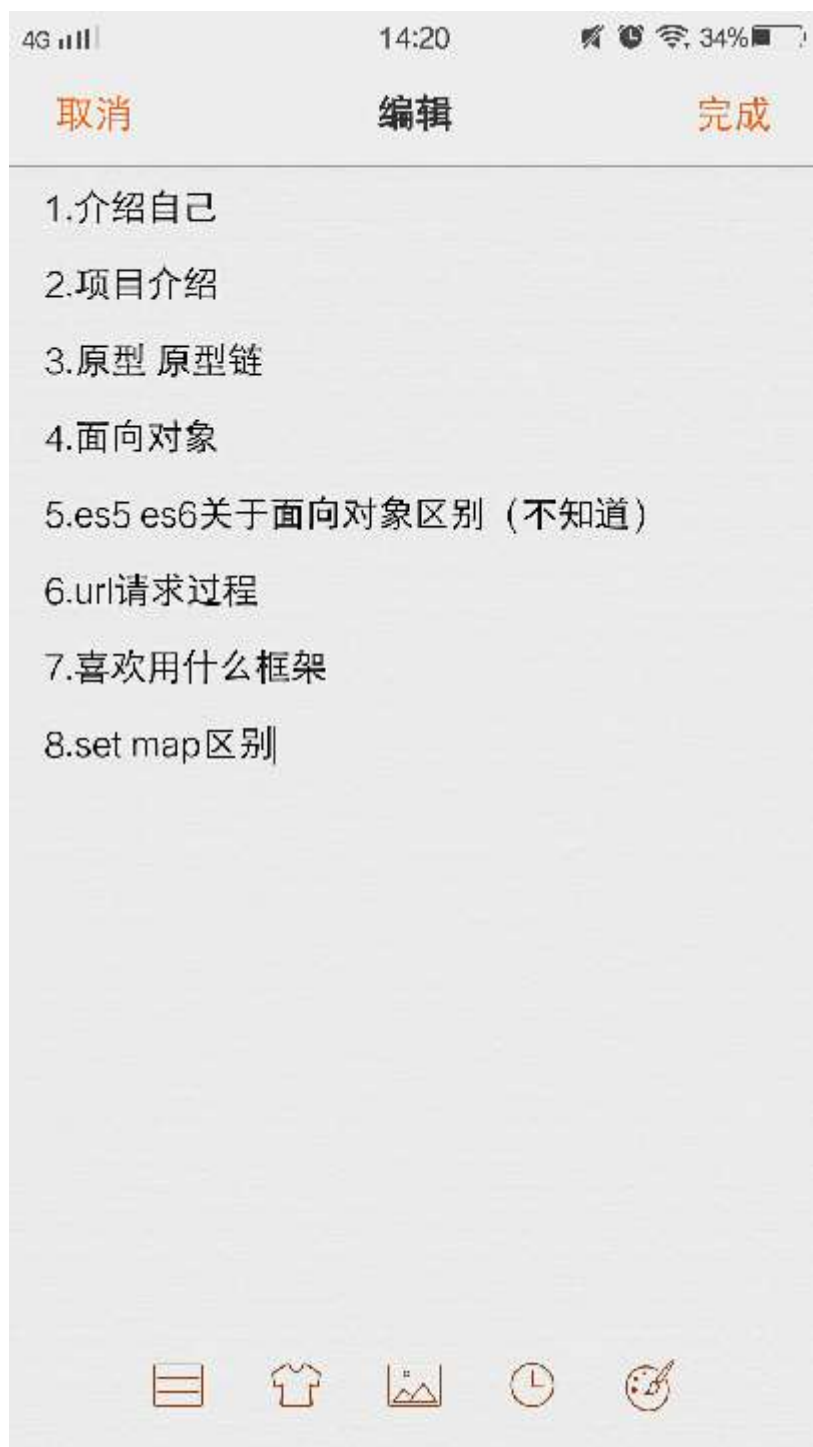 4G 14:20 34%
取消 编辑 完成
1.介绍自己
2.项目介绍
3.原型 原型链
4.面向对象
5.es5 es6关于面向对象区别（不知道）
6.url请求过程
7.喜欢用什么框架
8.set map区别